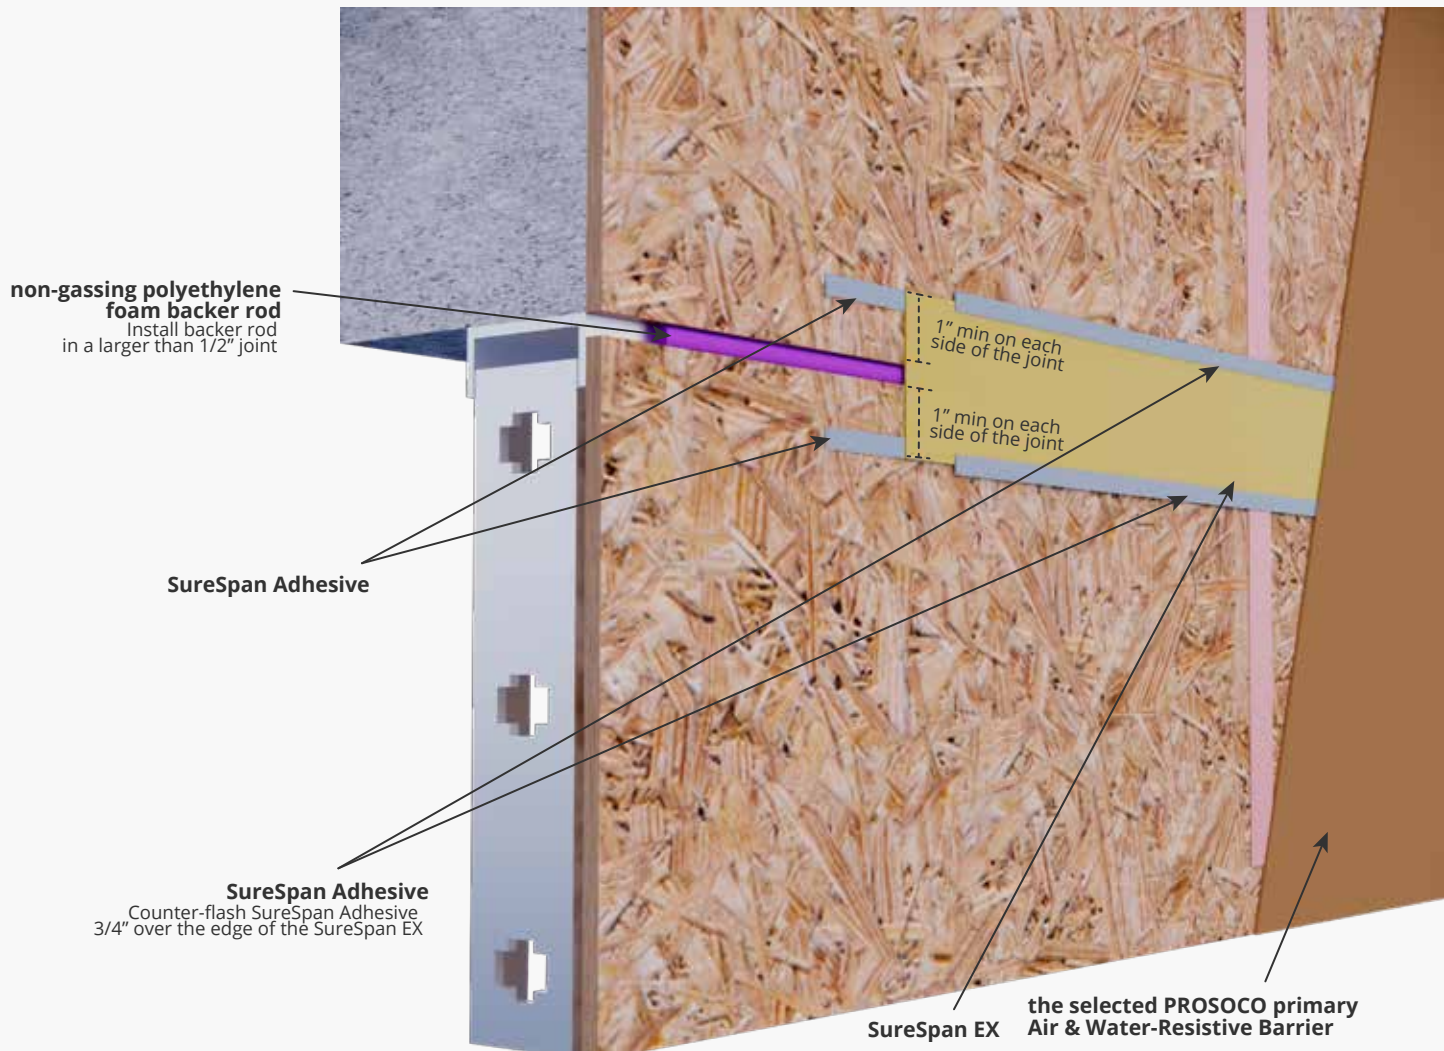 non-gassing polyethylene
foam backer rod
Install backer rod
in a larger than 1/2” joint
1” min on each
side of the joint
1” min on each
side of the joint
SureSpan Adhesive
SureSpan Adhesive
Counter-flash SureSpan Adhesive
3/4” over the edge of the SureSpan EX
SureSpan EX
the selected PROSOCO primary
Air & Water-Resistive Barrier